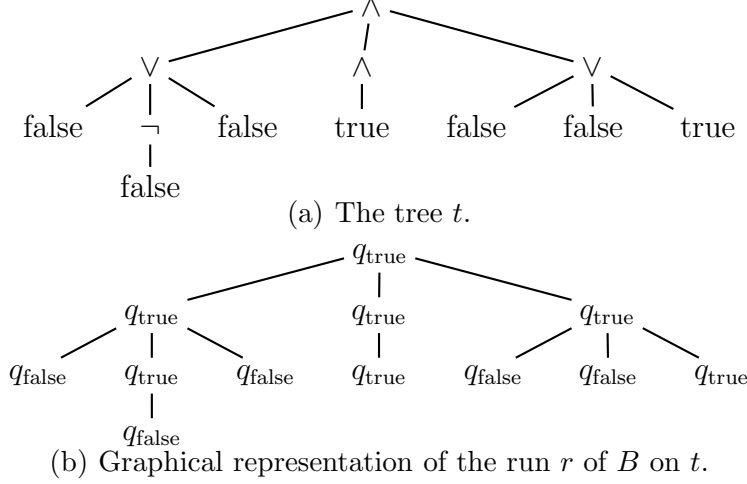 ∧
∨ ∧ ∨
false ¬ false true false false true
false
(a) The tree t.
q_true
q_true q_true q_true
q_false q_true q_false q_true q_false q_false q_true
q_false
(b) Graphical representation of the run r of B on t.